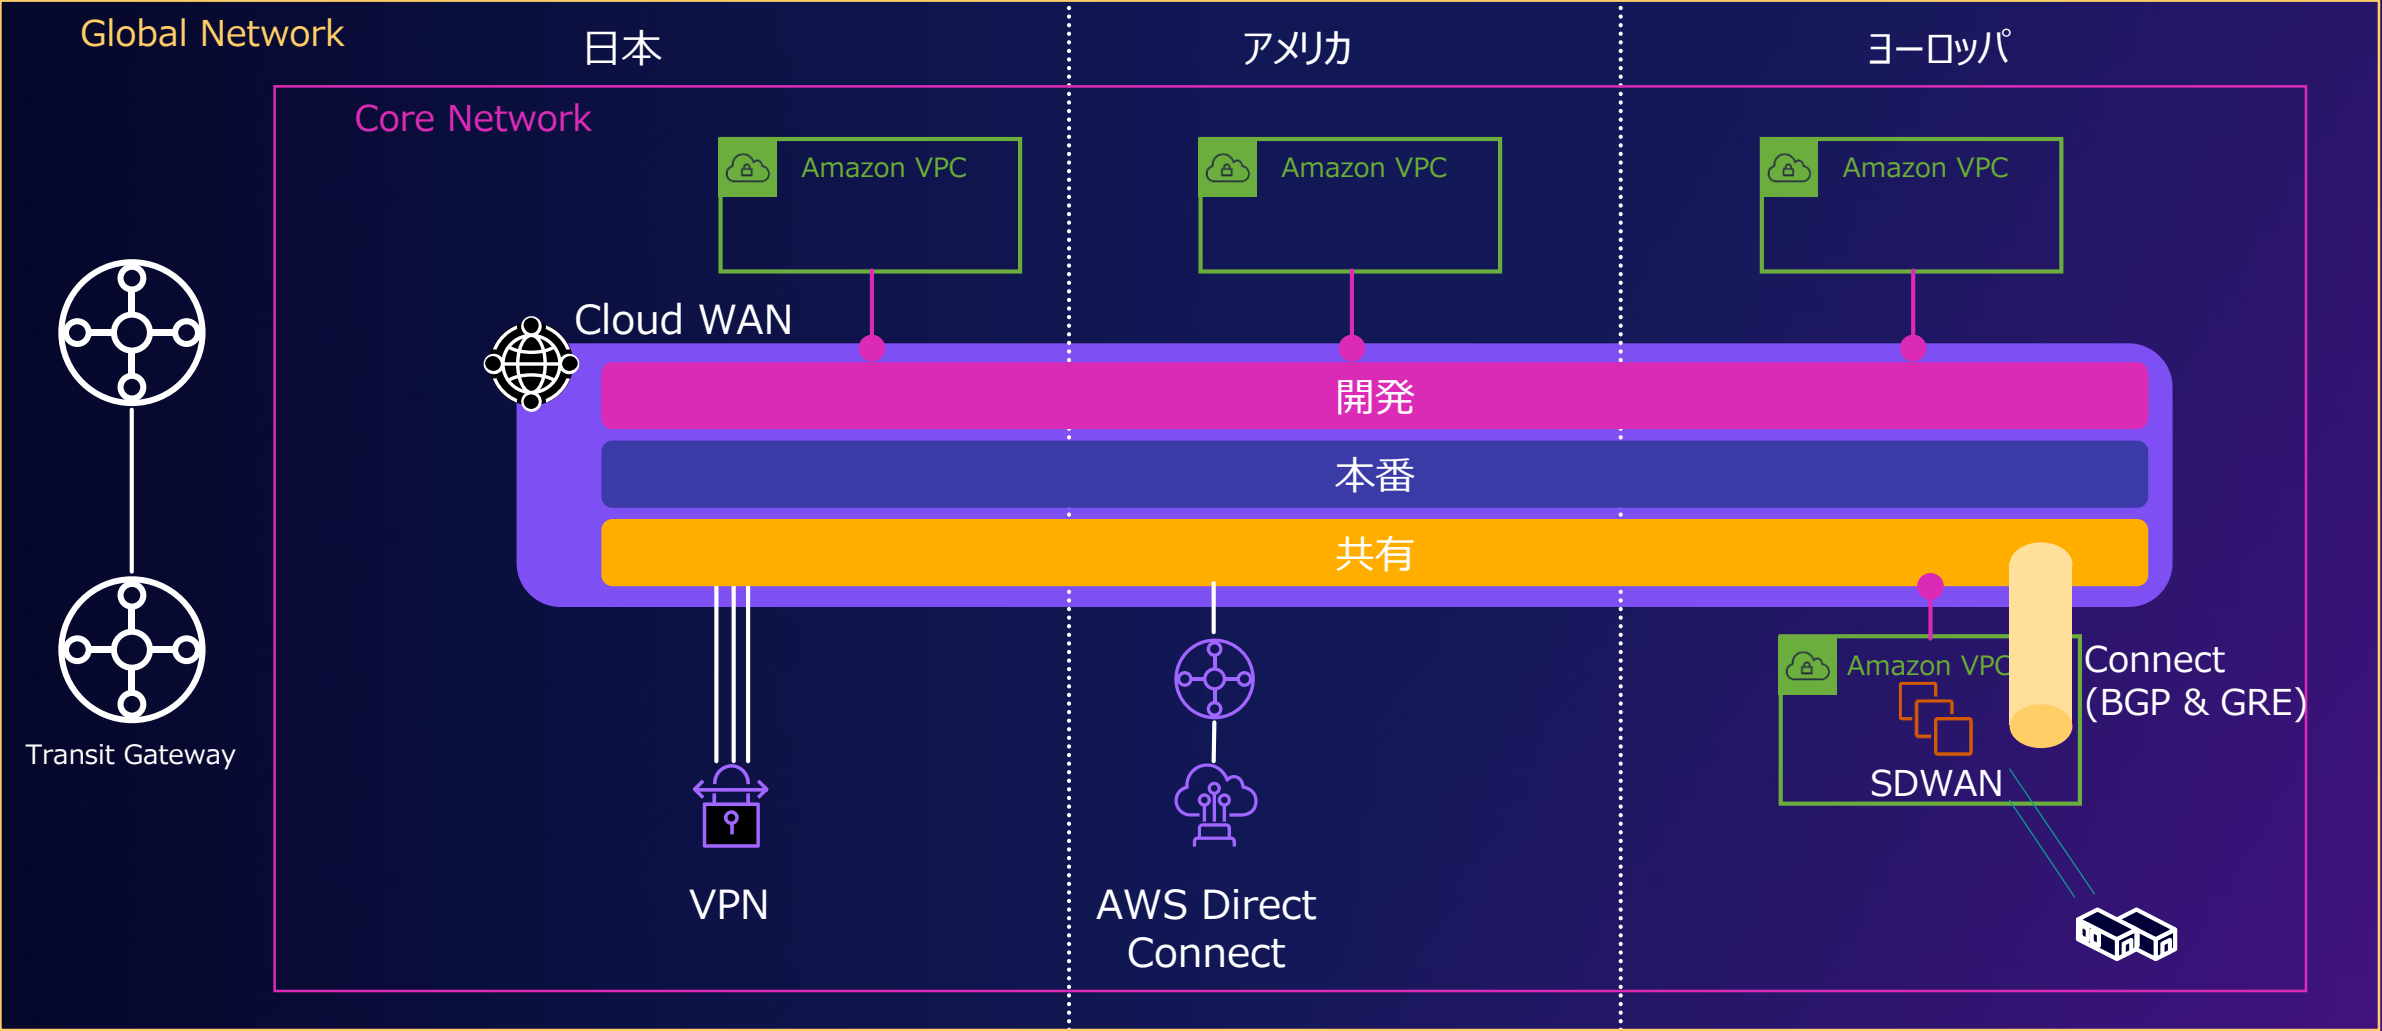 Global Network
日本
アメリカ
ヨーロッパ
Core Network
Amazon VPC
Amazon VPC
Amazon VPC
Cloud WAN
開発
本番
共有
Transit Gateway
VPN
AWS Direct
Connect
Amazon VPC
SDWAN
Connect
(BGP & GRE)